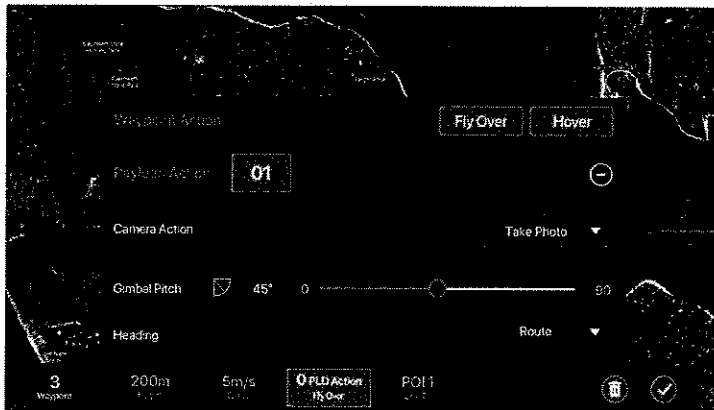 Waypoint Action
Fly Over
Hover
Payload Action
01
Camera Action
Take Photo
Gimbal Pitch
45°
0
90
Heading
Route
3
200m
5m/s
0 PLD Action
POI 1
Waypoint
Fly Over